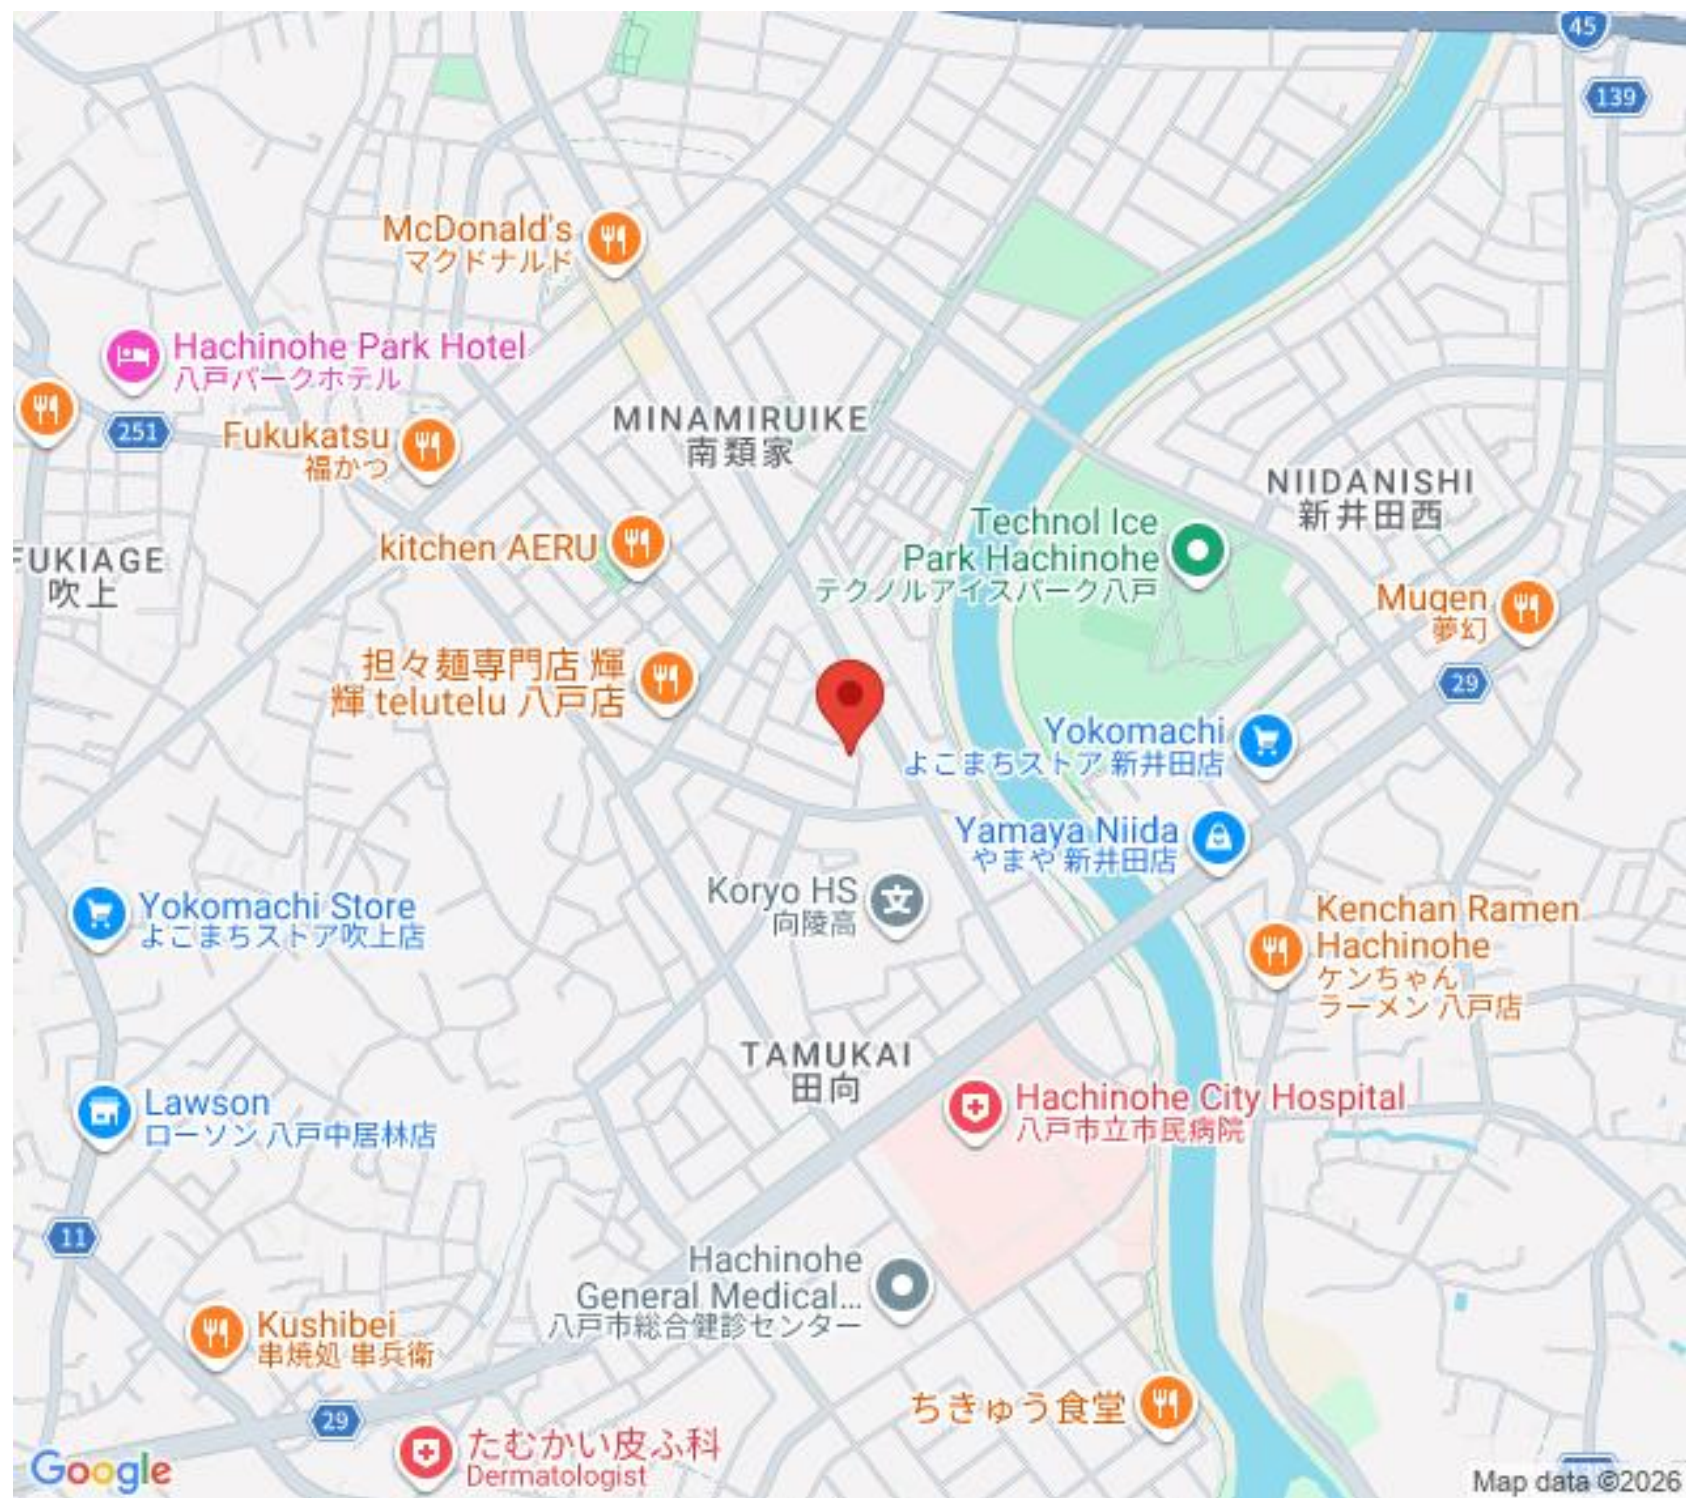 45
139
McDonald's
マクドナルド
Hachinohe Park Hotel
八戸パークホテル
251
Fukukatsu
福かつ
MINAMIRUIKE
南類家
NIIDANISHI
新井田西
kitchen AERU
Technol Ice
Park Hachinohe
テクノルアイスパーク八戸
FUKIAGE
吹上
Mugen
夢幻
担々麺専門店 輝
輝 telutelu 八戸店
29
Yokomachi
よこまちストア 新井田店
Yamaya Niida
やまや 新井田店
Koryo HS
向陵高
Yokomachi Store
よこまちストア吹上店
Kenchan Ramen
Hachinohe
ケンちゃん
ラーメン 八戸店
TAMUKAI
田向
Lawson
ローソン 八戸中居林店
Hachinohe City Hospital
八戸市立市民病院
11
Hachinohe
General Medical...
八戸市総合健診センター
Kushibei
串焼処 串兵衛
29
ちきゅう食堂
たむかい皮ふ科
Dermatologist
Google
Map data ©2026